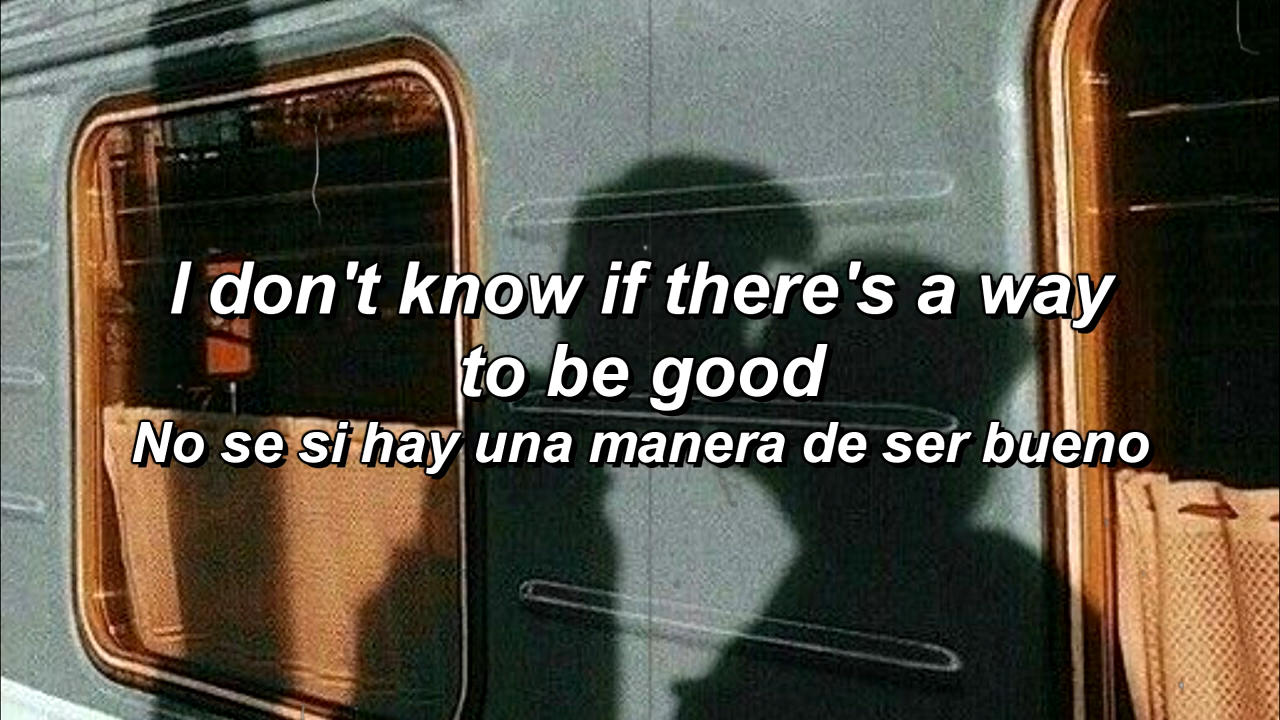 I don't know if there's a way
to be good
No se si hay una manera de ser bueno